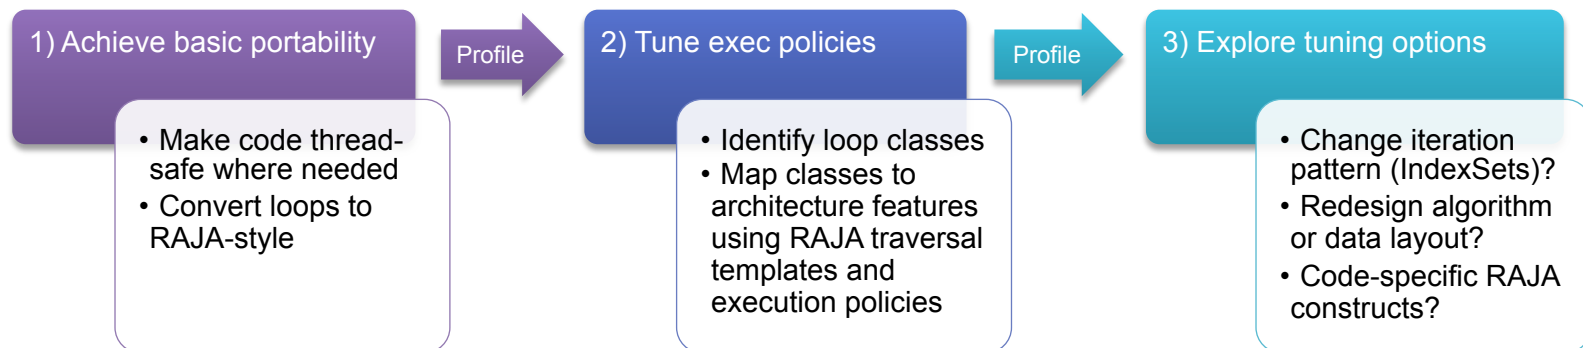 1) Achieve basic portability
• Make code thread-
safe where needed
• Convert loops to
RAJA-style
Profile
2) Tune exec policies
• Identify loop classes
• Map classes to
architecture features
using RAJA traversal
templates and
execution policies
Profile
3) Explore tuning options
• Change iteration
pattern (IndexSets)?
• Redesign algorithm
or data layout?
• Code-specific RAJA
constructs?